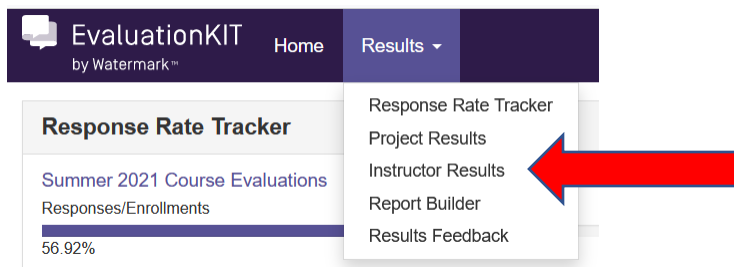 EvaluationKIT
by Watermark™
Home
Results
Response Rate Tracker
Project Results
Instructor Results
Report Builder
Results Feedback
Response Rate Tracker
Summer 2021 Course Evaluations
Responses/Enrollments
56.92%